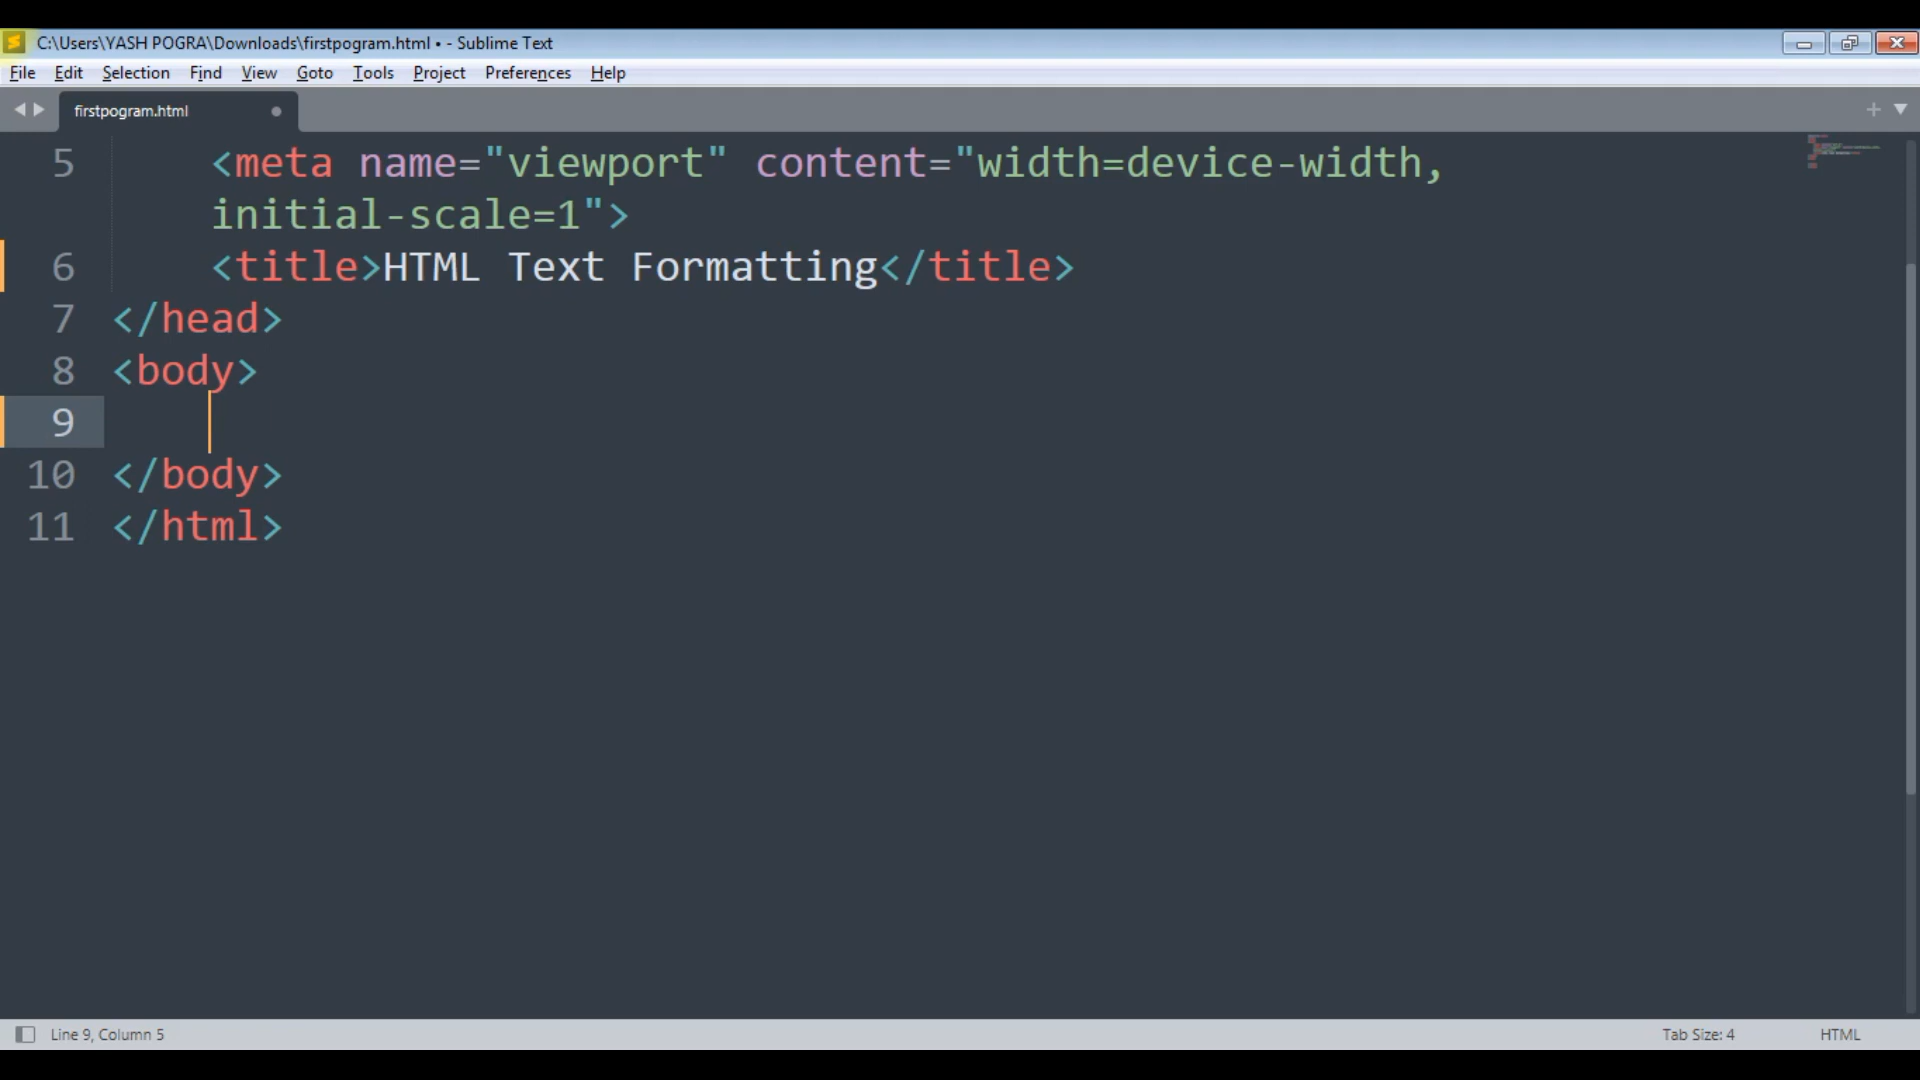 C:\Users\YASH POGRA\Downloads\firstpogram.html • - Sublime Text
File Edit Selection Find View Goto Tools Project Preferences Help
firstpogram.html
5 <meta name="viewport" content="width=device-width,
initial-scale=1">
6 <title>HTML Text Formatting</title>
7 </head>
8 <body>
9
10 </body>
11 </html>
Line 9, Column 5 Tab Size: 4 HTML